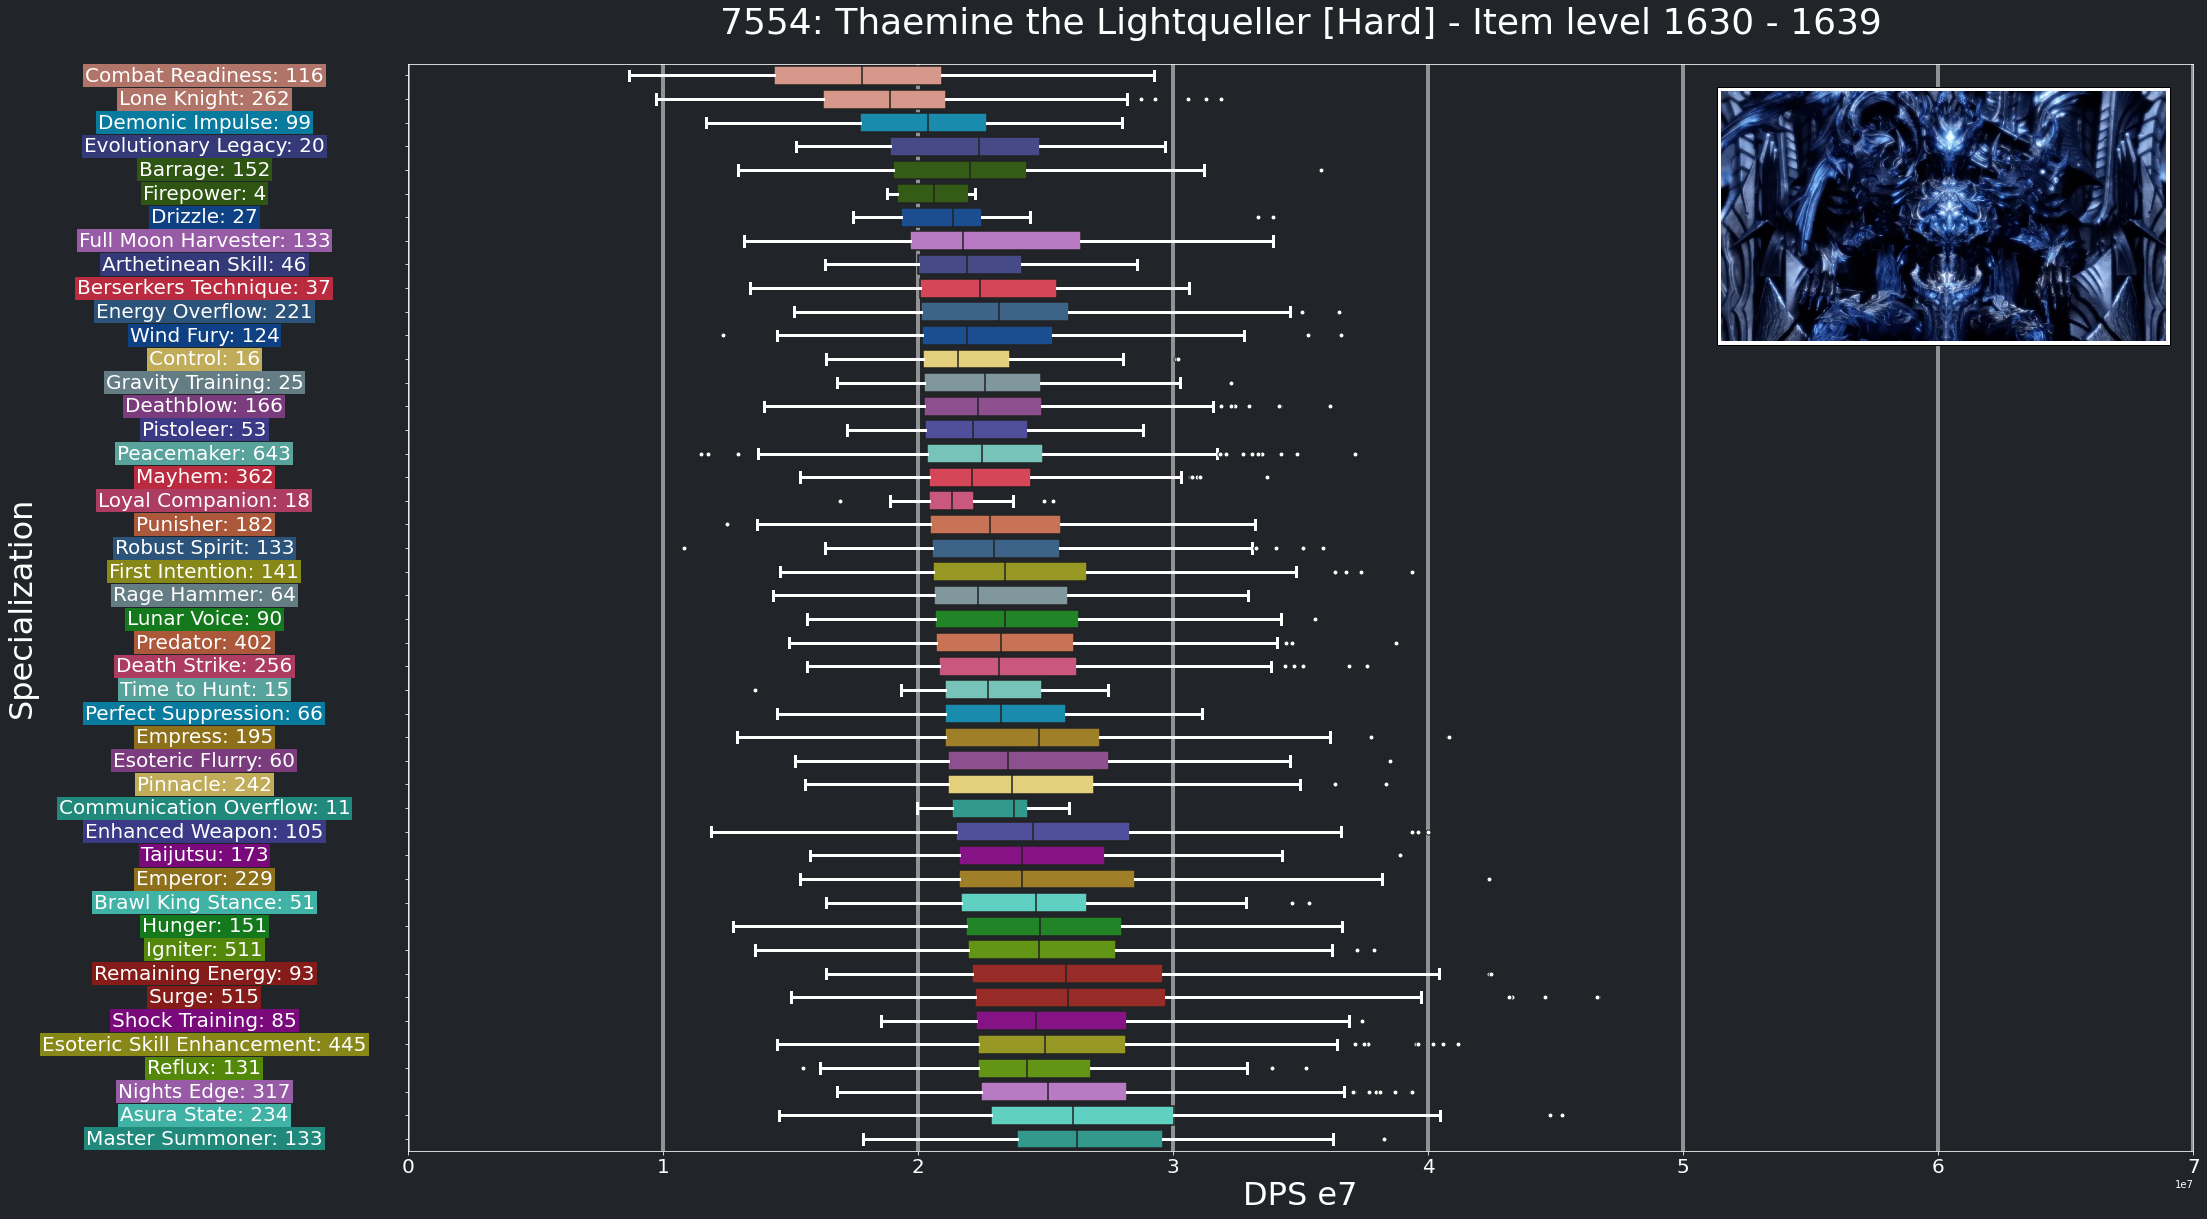 7554: Thaemine the Lightqueller [Hard] - Item level 1630 - 1639
Combat Readiness: 116
Lone Knight: 262
Demonic Impulse: 99
Evolutionary Legacy: 20
Barrage: 152
Firepower: 4
Drizzle: 27
Full Moon Harvester: 133
Arthetinean Skill: 46
Berserkers Technique: 37
Energy Overflow: 221
Wind Fury: 124
Control: 16
Gravity Training: 25
Deathblow: 166
Pistoleer: 53
Peacemaker: 643
Mayhem: 362
Loyal Companion: 18
Punisher: 182
Robust Spirit: 133
First Intention: 141
Rage Hammer: 64
Lunar Voice: 90
Predator: 402
Death Strike: 256
Time to Hunt: 15
Perfect Suppression: 66
Empress: 195
Esoteric Flurry: 60
Pinnacle: 242
Communication Overflow: 11
Enhanced Weapon: 105
Taijutsu: 173
Emperor: 229
Brawl King Stance: 51
Hunger: 151
Igniter: 511
Remaining Energy: 93
Surge: 515
Shock Training: 85
Esoteric Skill Enhancement: 445
Reflux: 131
Nights Edge: 317
Asura State: 234
Master Summoner: 133
Specialization
0 1 2 3 4 5 6 7
1e7
DPS e7